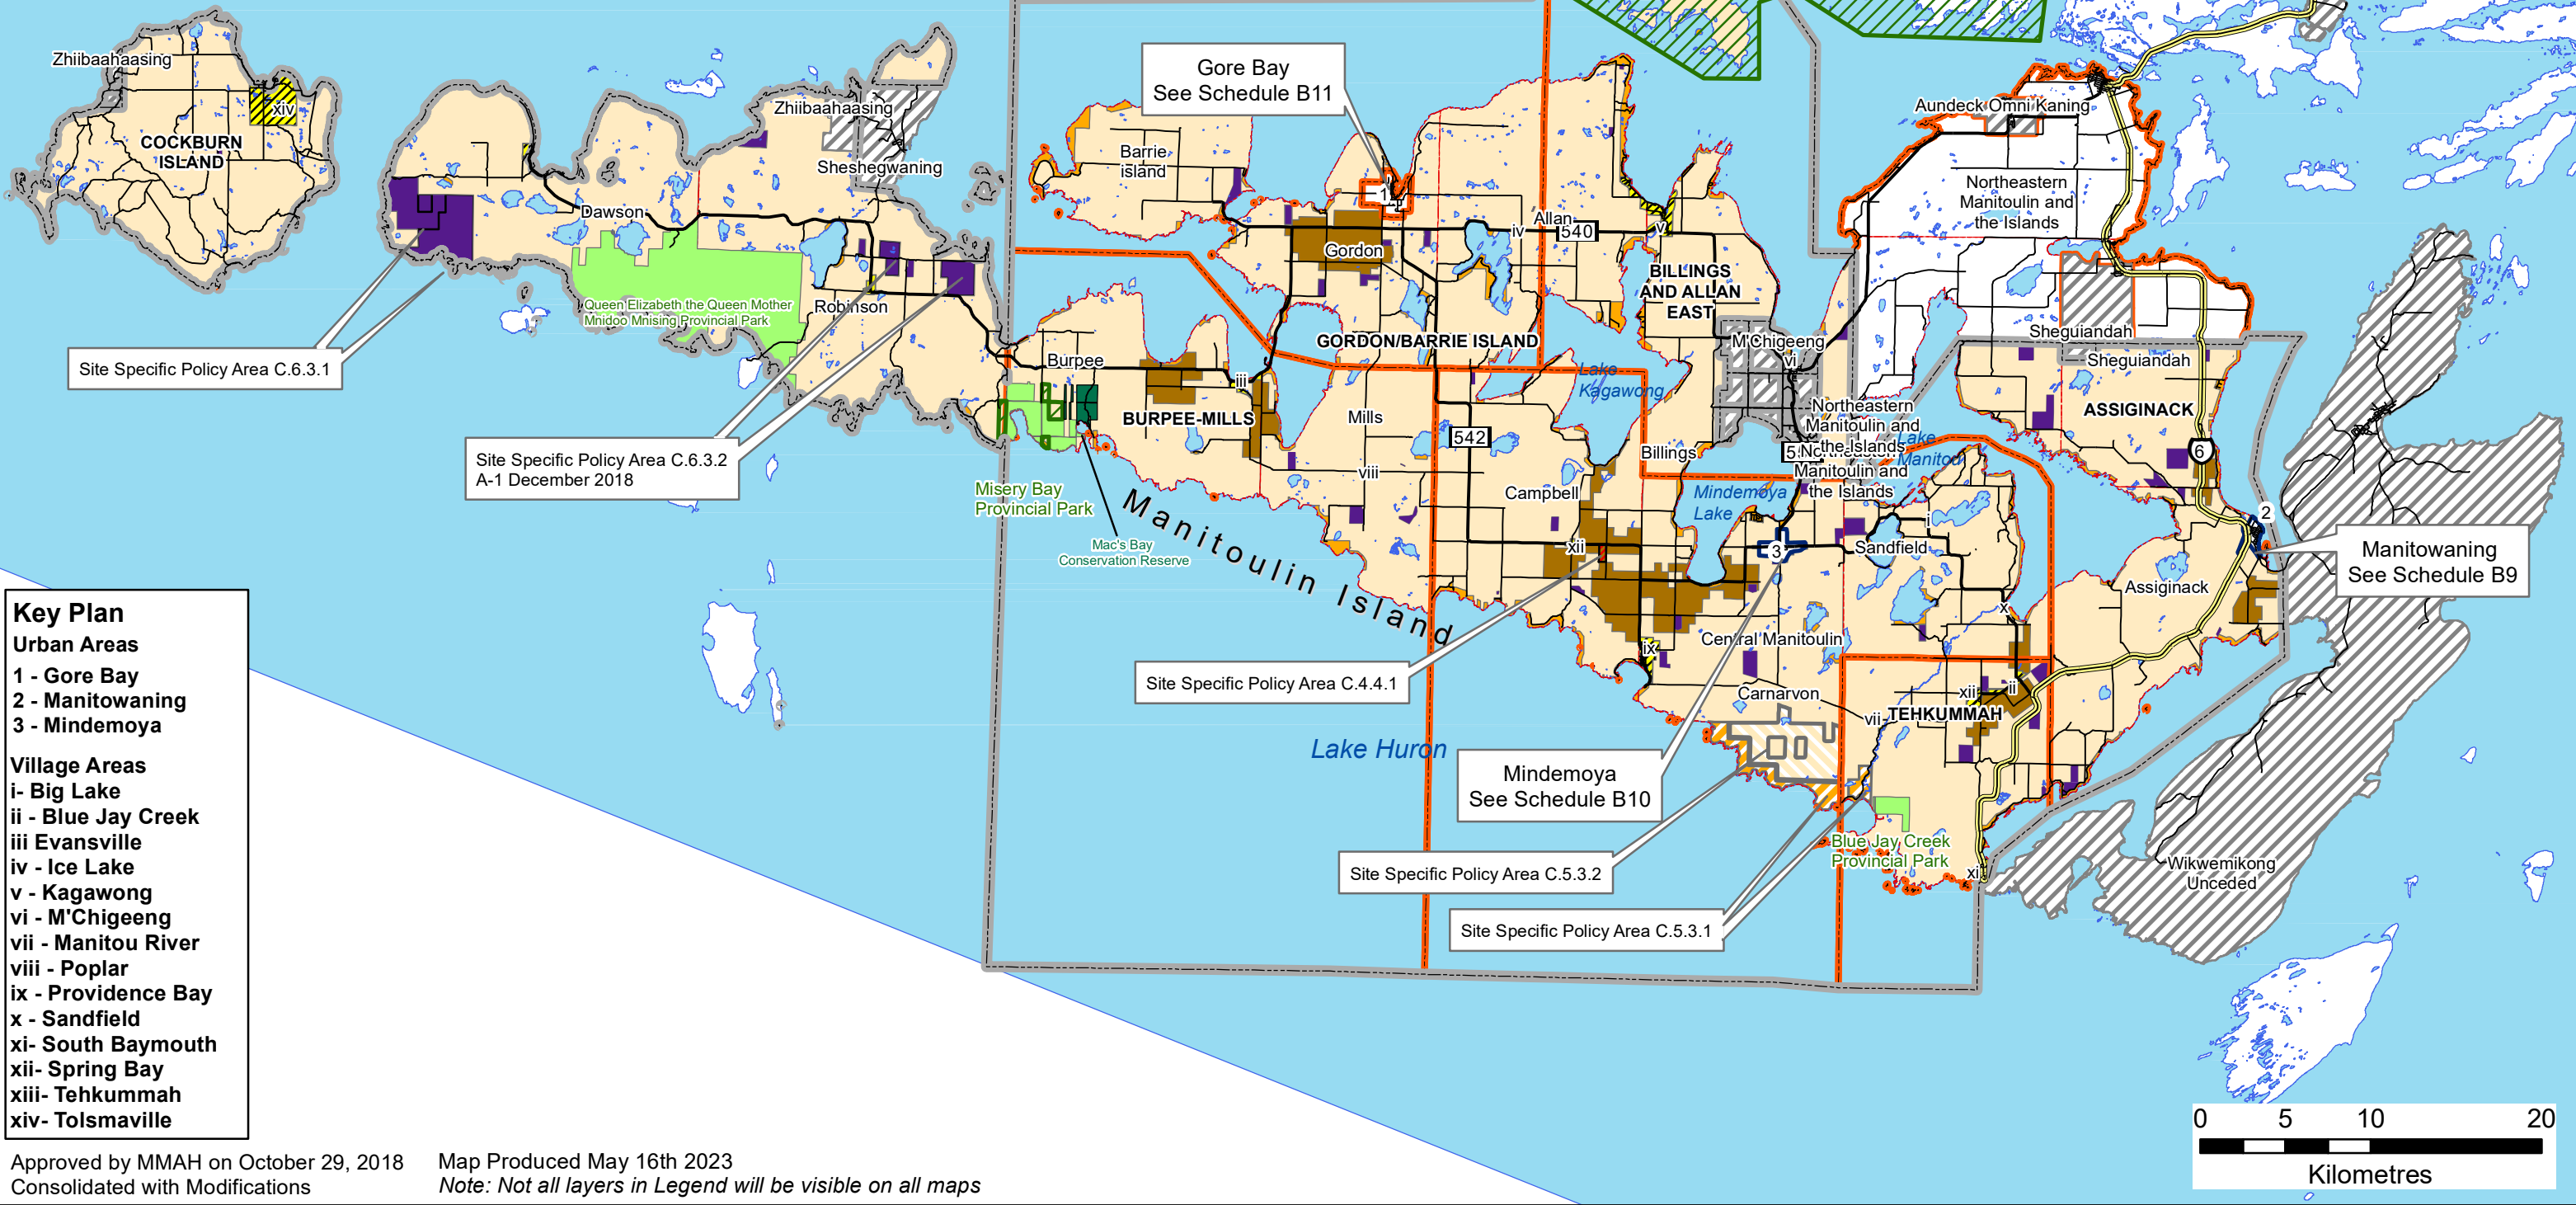 Zhiibaahaasing
xiv
COCKBURN
ISLAND
Zhiibaahaasing
Sheshegwaning
Dawson
Queen Elizabeth the Queen Mother
Mnidoo Mnising Provincial Park
Robinson
Site Specific Policy Area C.6.3.1
Site Specific Policy Area C.6.3.2
A-1 December 2018
Gore Bay
See Schedule B11
Barrie
island
1
Allan
iv
540
v
Gordon
BILLINGS
AND ALLAN
EAST
GORDON/BARRIE ISLAND
Aundeck Omni Kaning
Northeastern
Manitoulin and
the Islands
Sheguiandah
Sheguiandah
M'Chigeeng
vi
Burpee
iii
BURPEE-MILLS
Mills
viii
542
Lake
Kagawong
Billings
Northeastern
Manitoulin and
the Islands
Lake
Manitou
5
Northeastern
Manitoulin and
the Islands
ASSIGINACK
6
Misery Bay
Provincial Park
Mac's Bay
Conservation Reserve
Manitoulin Island
Campbell
Mindemoya
Lake
xii
3
i
Sandfield
2
Manitowaning
See Schedule B9
Assiginack
x
Central Manitoulin
ix
Site Specific Policy Area C.4.4.1
Carnarvon
xii
ii
vii
TEHKUMMAH
Lake Huron
Mindemoya
See Schedule B10
Site Specific Policy Area C.5.3.2
Site Specific Policy Area C.5.3.1
Blue Jay Creek
Provincial Park
xi
Wikwemikong
Unceded
Key Plan
Urban Areas
1 - Gore Bay
2 - Manitowaning
3 - Mindemoya
Village Areas
i- Big Lake
ii - Blue Jay Creek
iii Evansville
iv - Ice Lake
v - Kagawong
vi - M'Chigeeng
vii - Manitou River
viii - Poplar
ix - Providence Bay
x - Sandfield
xi- South Baymouth
xii- Spring Bay
xiii- Tehkummah
xiv- Tolsmaville
Approved by MMAH on October 29, 2018
Consolidated with Modifications
Map Produced May 16th 2023
Note: Not all layers in Legend will be visible on all maps
0 5 10 20
Kilometres